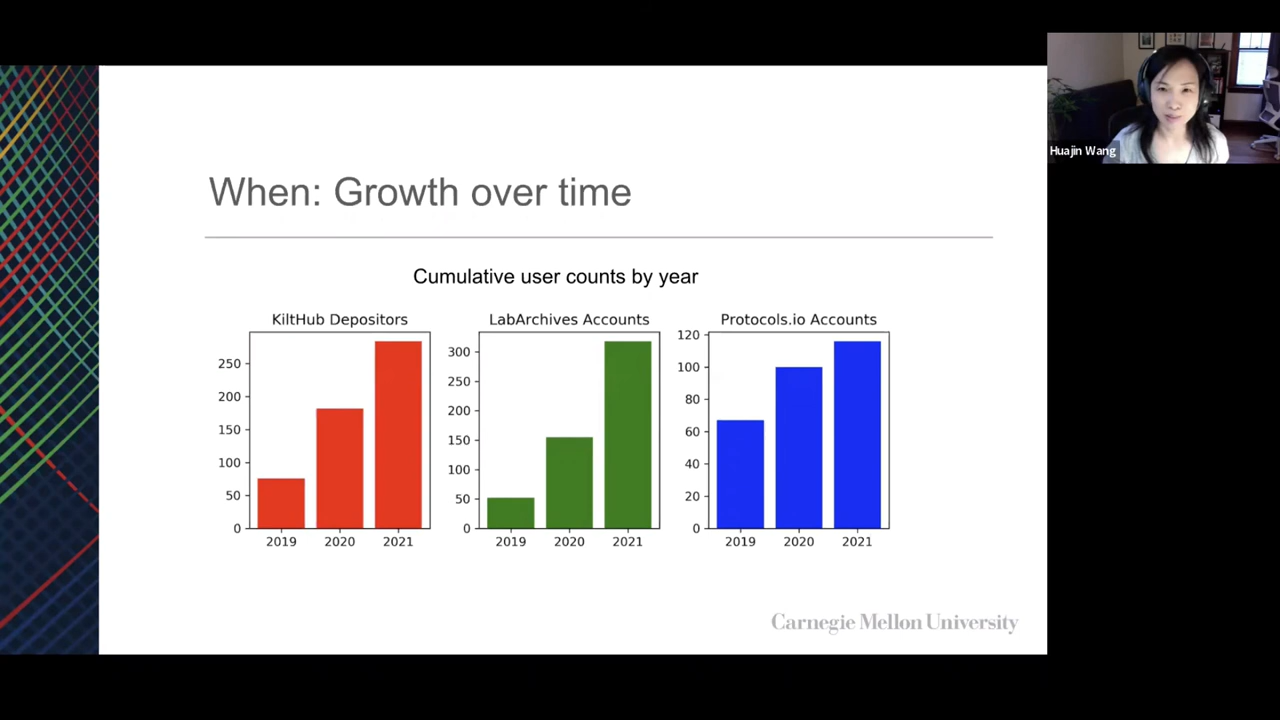 Huajin Wang
When: Growth over time
Cumulative user counts by year
KiltHub Depositors
250
200
150
100
50
0
2019 2020 2021
LabArchives Accounts
300
250
200
150
100
50
0
2019 2020 2021
Protocols.io Accounts
120
100
80
60
40
20
0
2019 2020 2021
Carnegie Mellon University